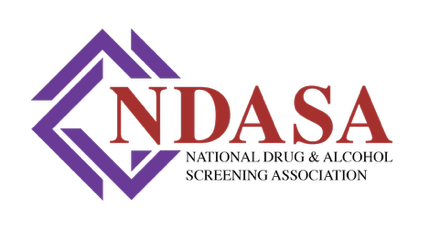 NDASA
NATIONAL DRUG & ALCOHOL
SCREENING ASSOCIATION